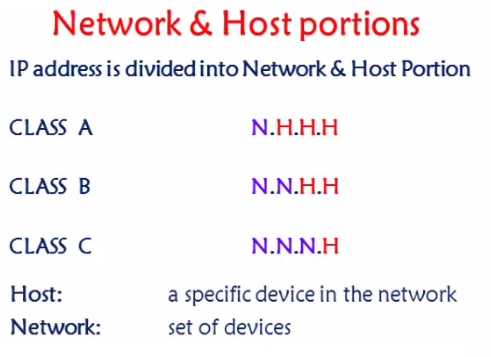 Network & Host portions
IP address is divided into Network & Host Portion
CLASS A N.H.H.H
CLASS B N.N.H.H
CLASS C N.N.N.H
Host: a specific device in the network
Network: set of devices